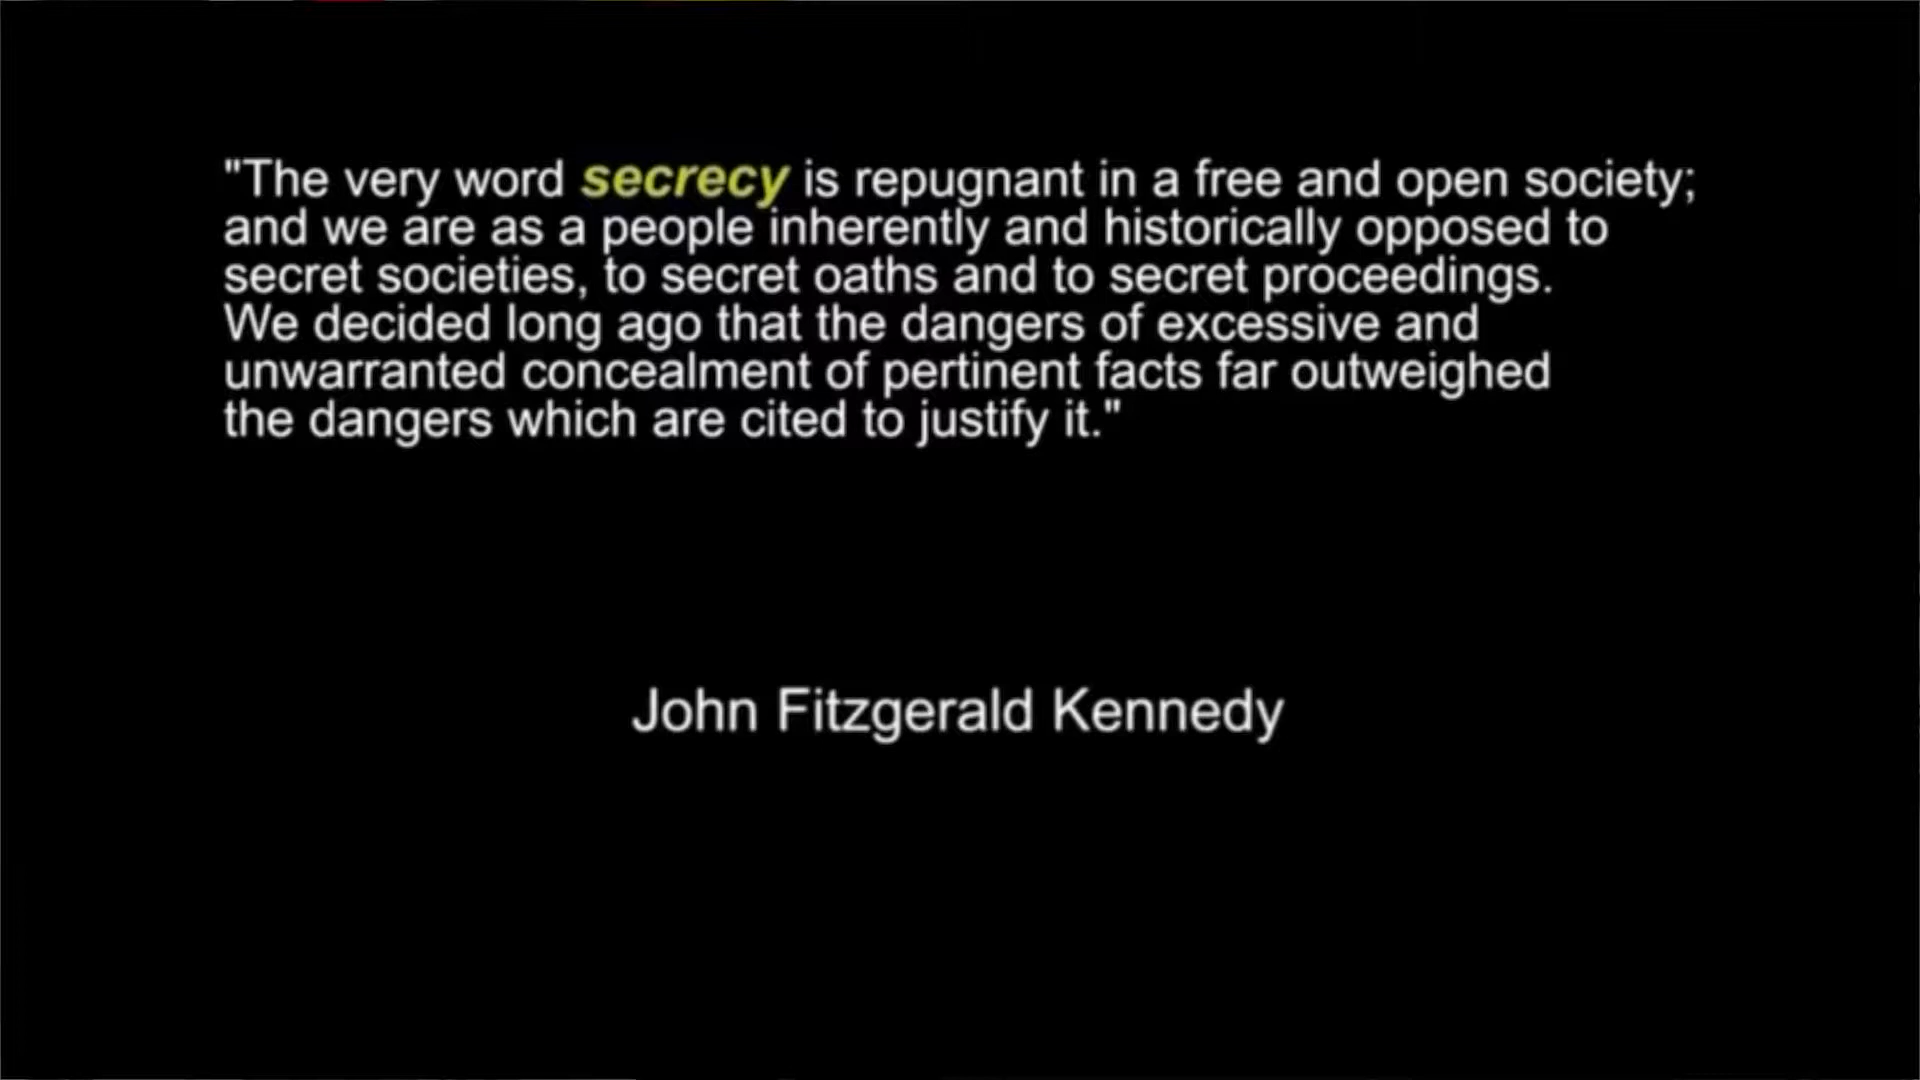 "The very word secrecy is repugnant in a free and open society;
and we are as a people inherently and historically opposed to
secret societies, to secret oaths and to secret proceedings.
We decided long ago that the dangers of excessive and
unwarranted concealment of pertinent facts far outweighed
the dangers which are cited to justify it."
John Fitzgerald Kennedy